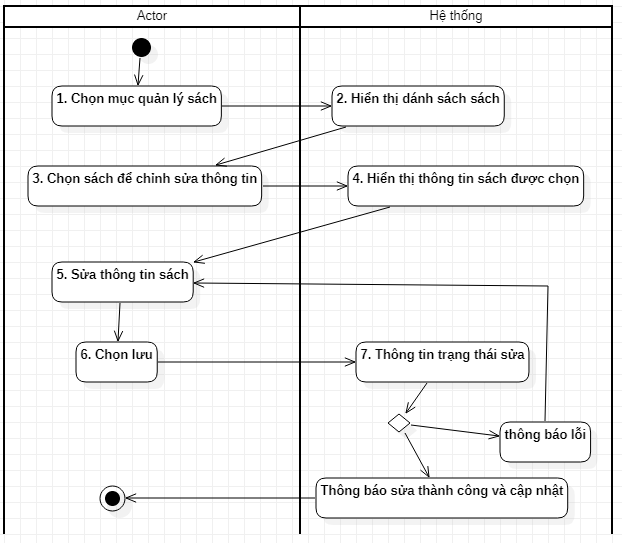 Actor
Hệ thống
1. Chọn mục quản lý sách
2. Hiển thị dánh sách sách
3. Chọn sách để chỉnh sửa thông tin
4. Hiển thị thông tin sách được chọn
5. Sửa thông tin sách
6. Chọn lưu
7. Thông tin trạng thái sửa
thông báo lỗi
Thông báo sửa thành công và cập nhật